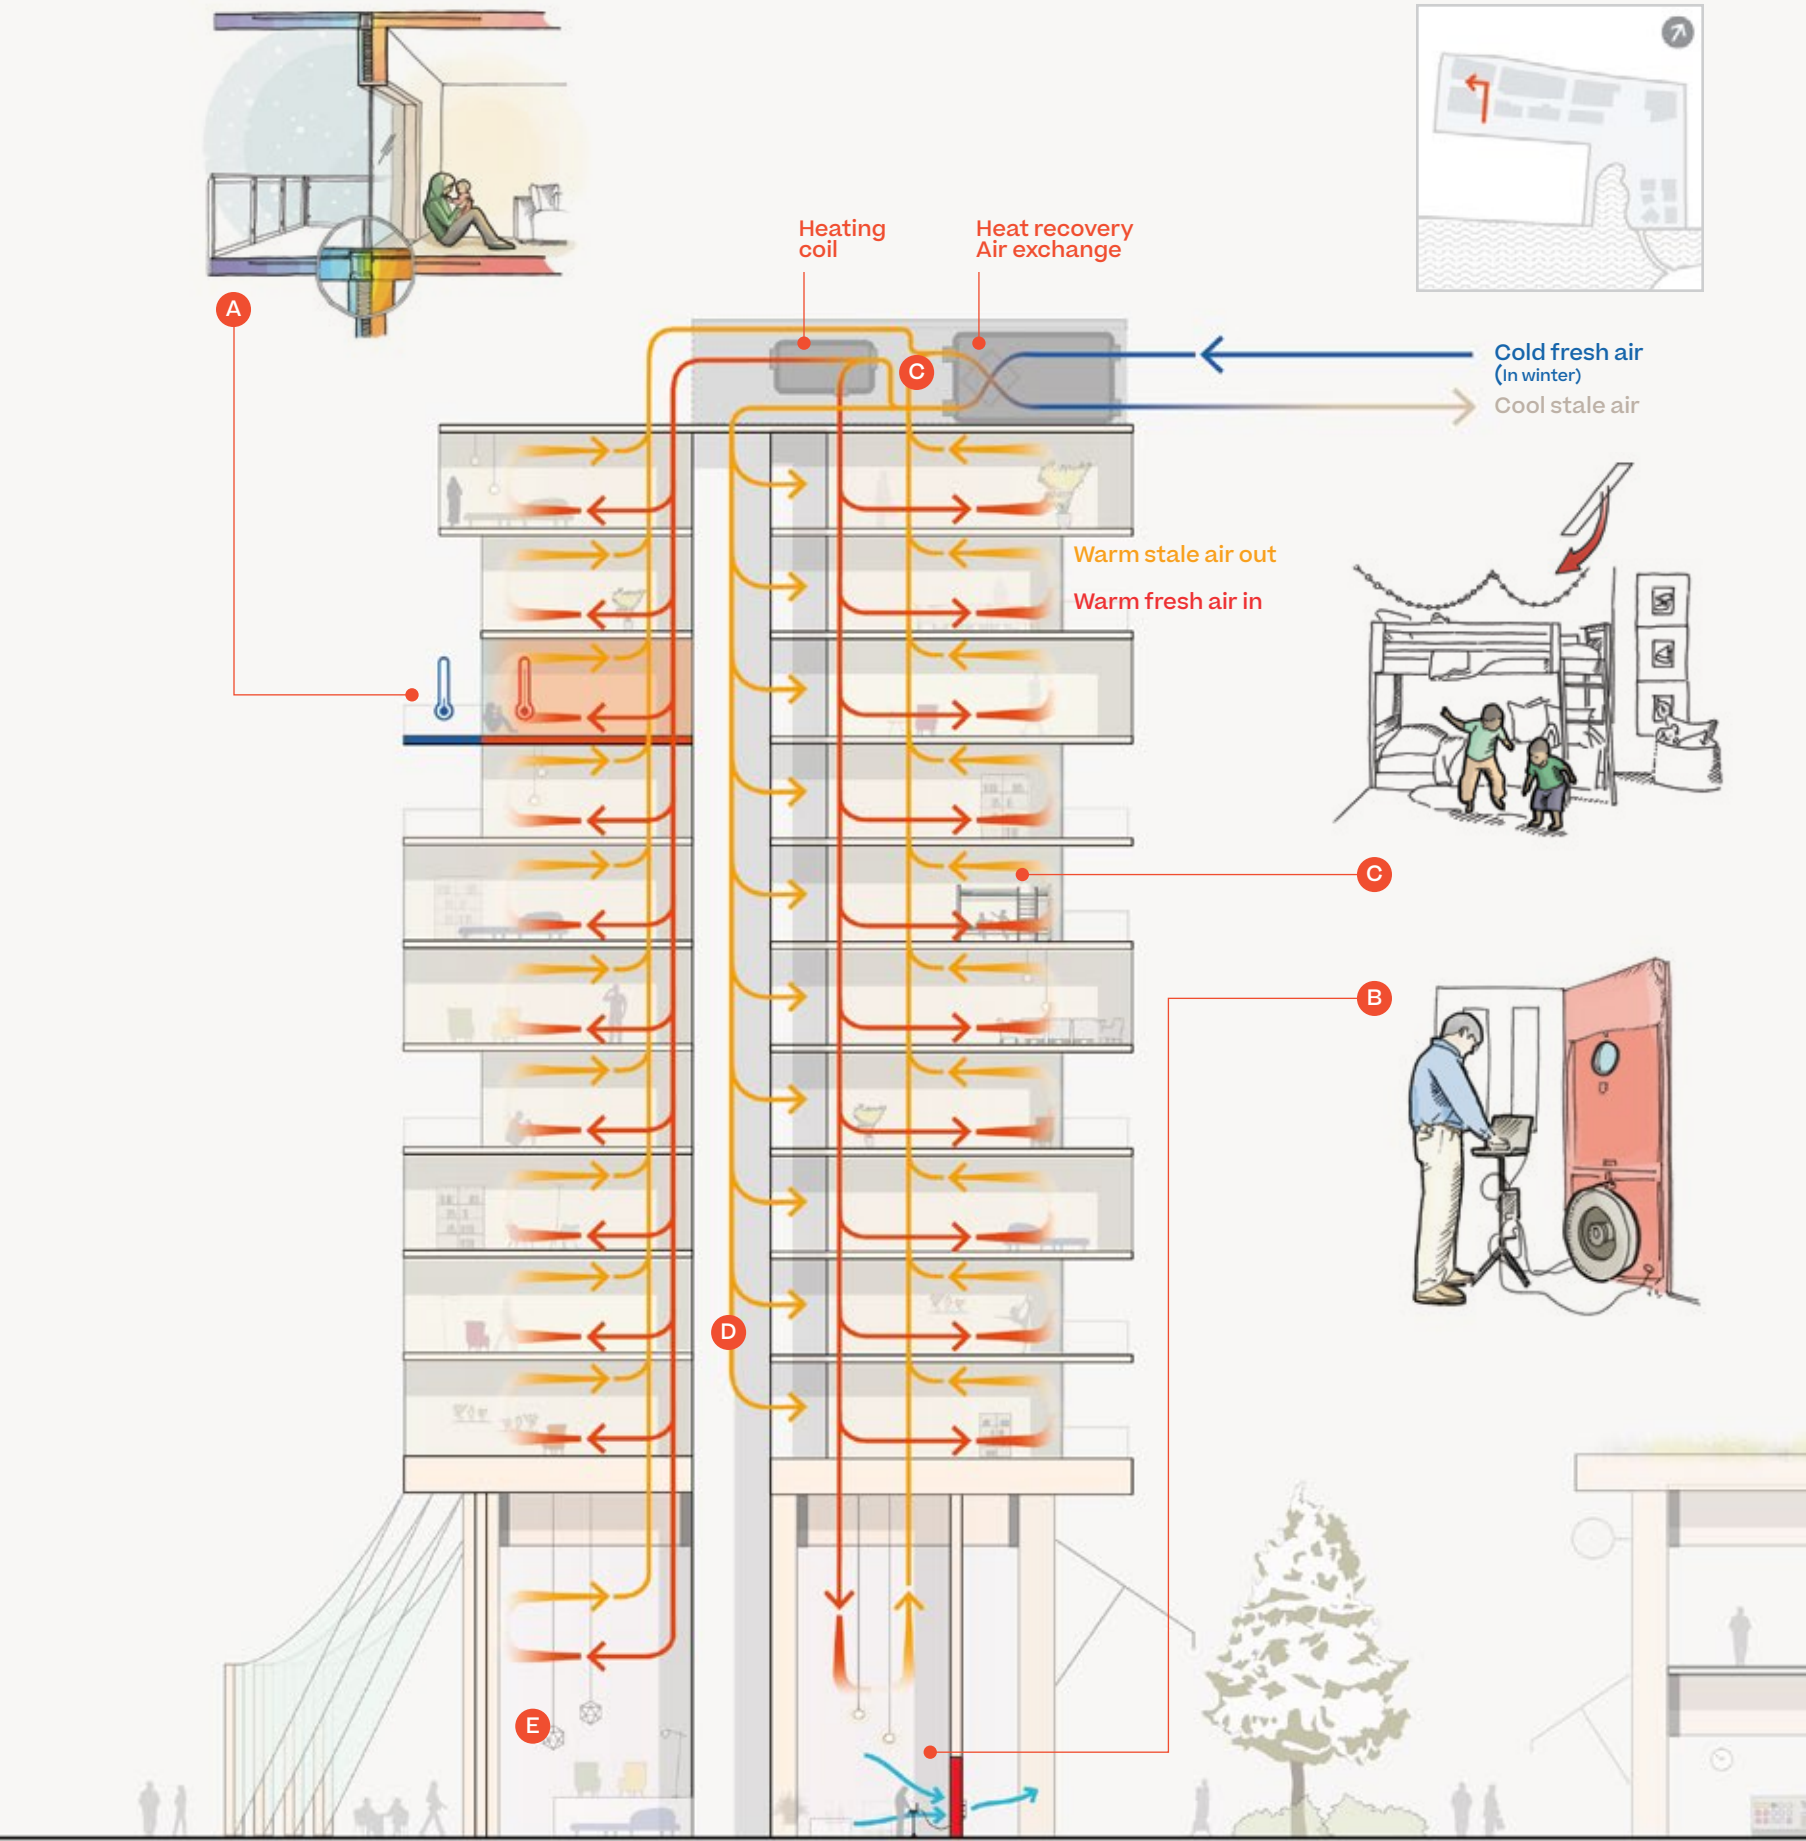 Heating
coil
Heat recovery
Air exchange
A
C
Cold fresh air
(In winter)
Cool stale air
Warm stale air out
Warm fresh air in
C
B
D
E